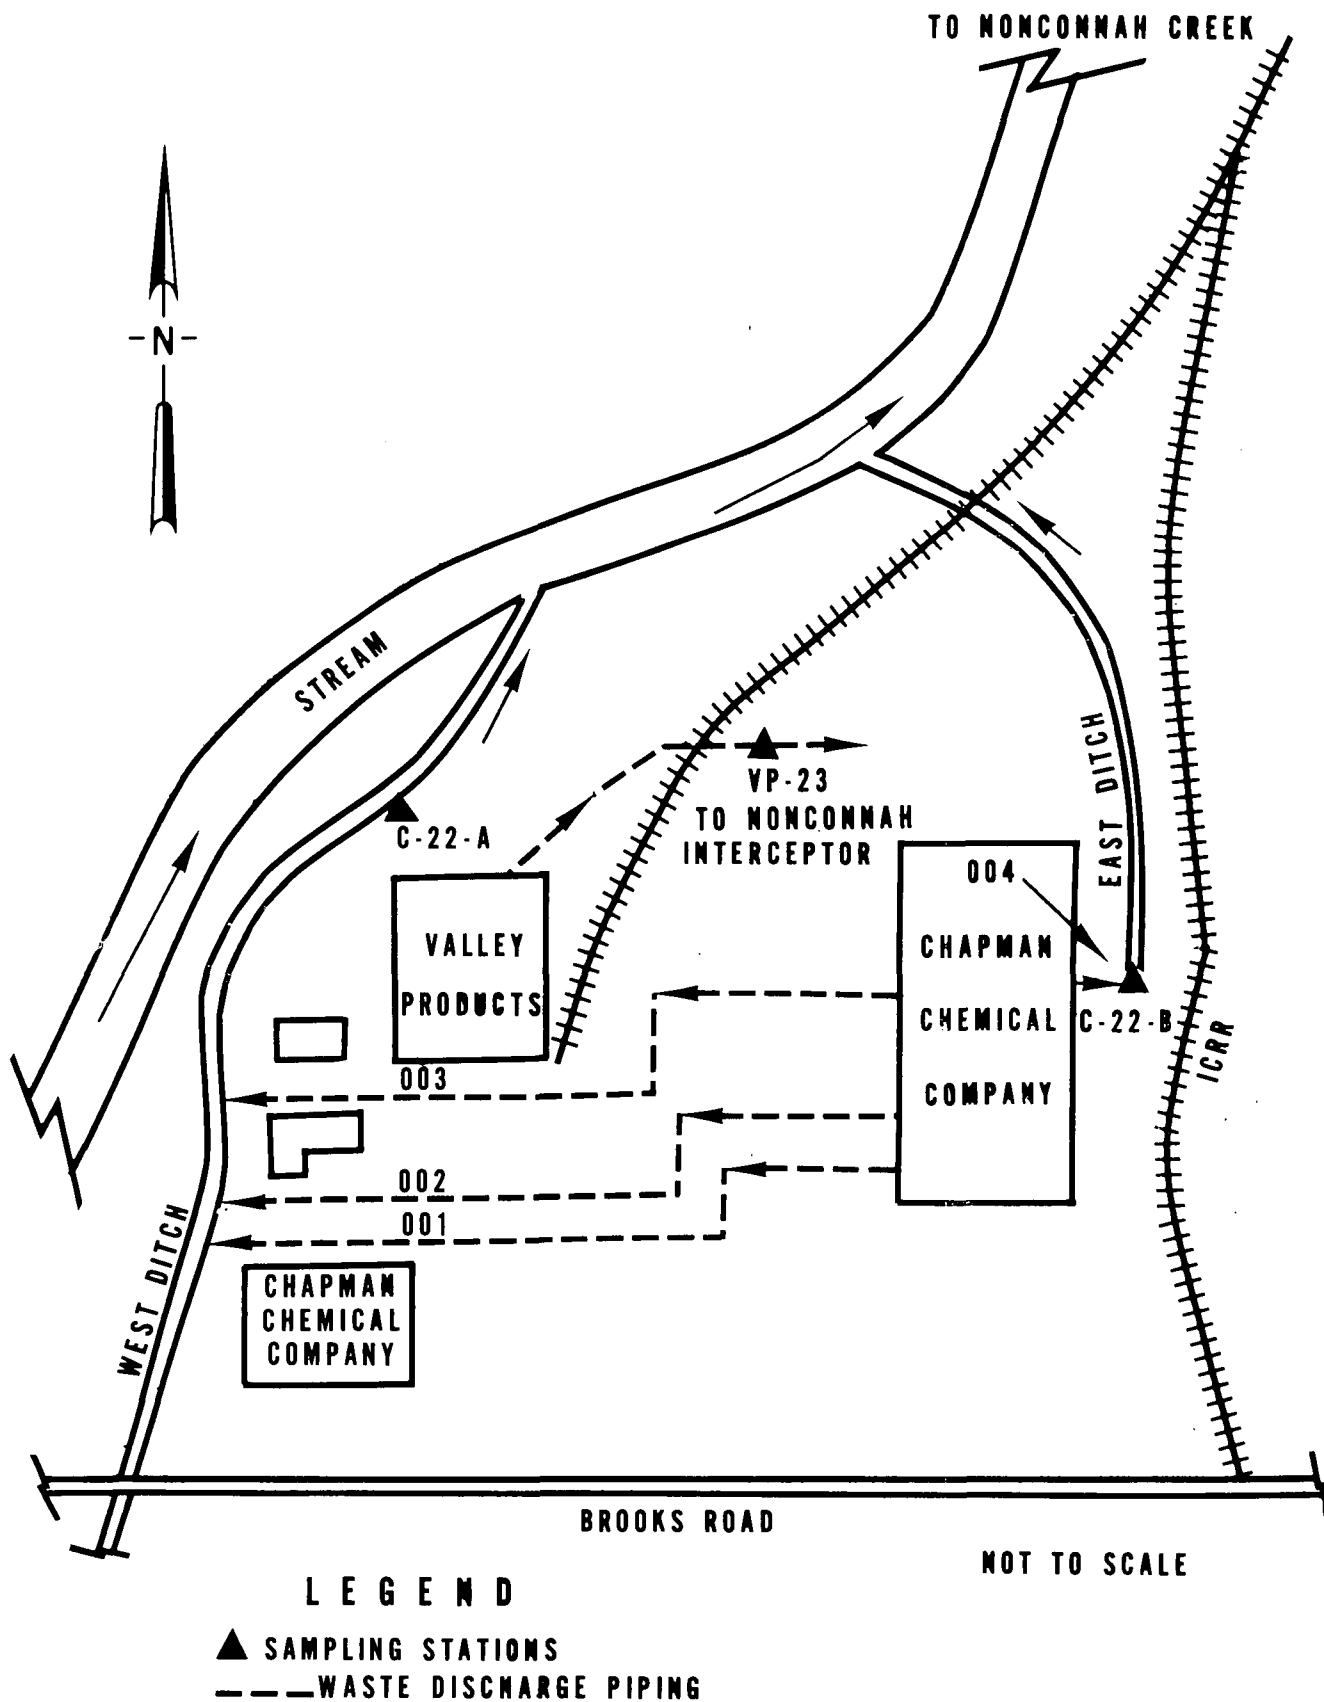 TO NONCONNAH CREEK
-N-
STREAM
VP-23
TO NONCONNAH
INTERCEPTOR
C-22-A
EAST DITCH
004
VALLEY
PRODUCTS
CHAPMAN
CHEMICAL
COMPANY
C-22-B
ICRR
003
002
001
WEST DITCH
CHAPMAN
CHEMICAL
COMPANY
BROOKS ROAD
NOT TO SCALE
LEGEND
SAMPLING STATIONS
WASTE DISCHARGE PIPING